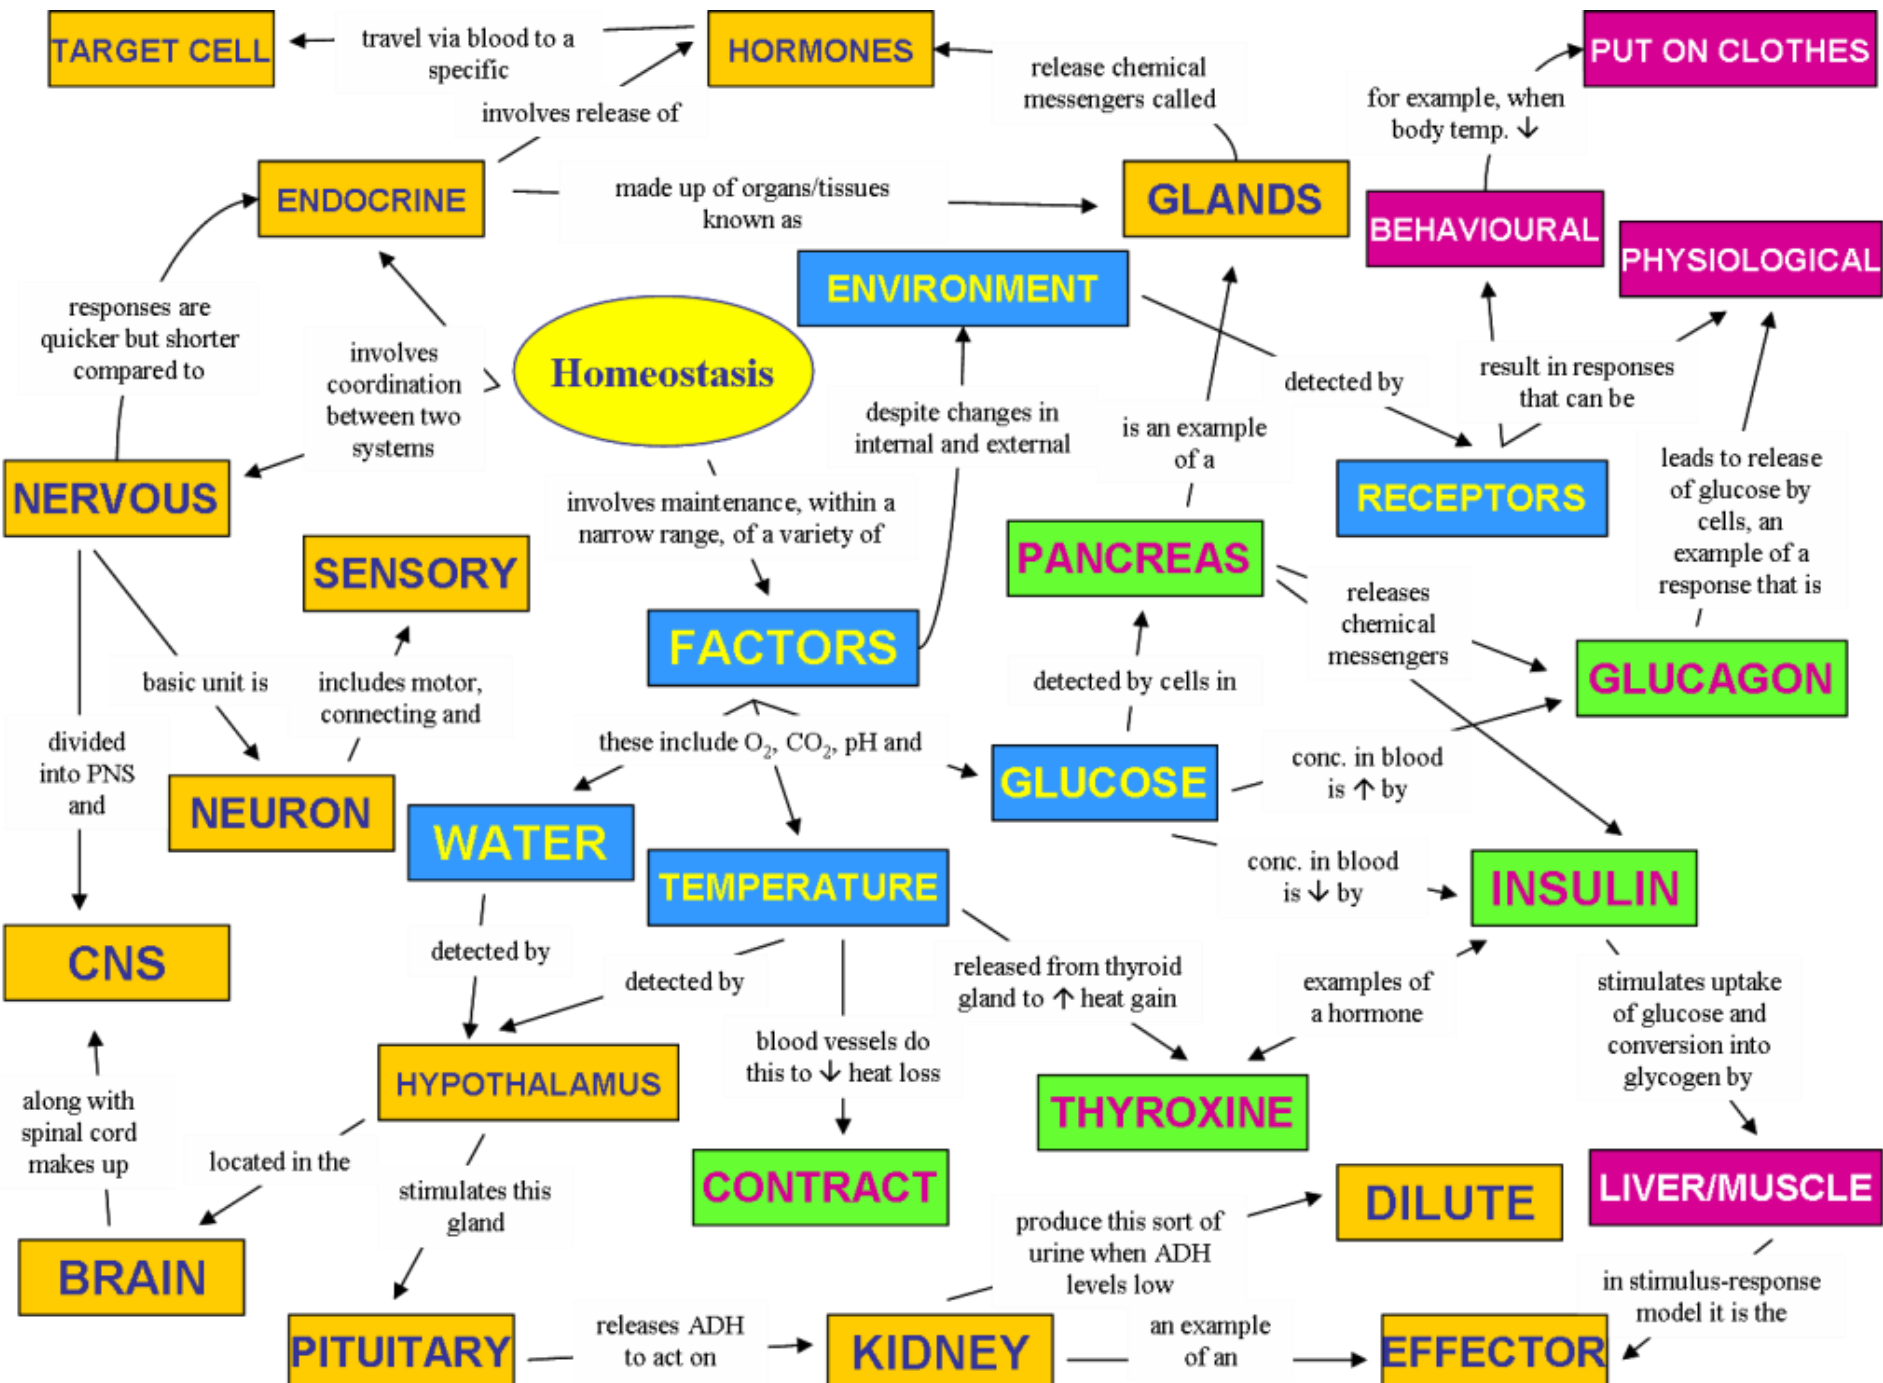 TARGET CELL
travel via blood to a
specific
HORMONES
release chemical
messengers called
PUT ON CLOTHES
for example, when
body temp. ↓
involves release of
ENDOCRINE
made up of organs/tissues
known as
GLANDS
BEHAVIOURAL
PHYSIOLOGICAL
ENVIRONMENT
responses are
quicker but shorter
compared to
involves
coordination
between two
systems
Homeostasis
despite changes in
internal and external
detected by
result in responses
that can be
is an example
of a
leads to release
of glucose by
cells, an
example of a
response that is
NERVOUS
involves maintenance, within a
narrow range, of a variety of
RECEPTORS
SENSORY
PANCREAS
releases
chemical
messengers
FACTORS
detected by cells in
GLUCAGON
basic unit is
includes motor,
connecting and
divided
into PNS
and
these include O₂, CO₂, pH and
GLUCOSE
conc. in blood
is ↑ by
NEURON
WATER
TEMPERATURE
conc. in blood
is ↓ by
INSULIN
CNS
detected by
detected by
released from thyroid
gland to ↑ heat gain
examples of
a hormone
stimulates uptake
of glucose and
conversion into
glycogen by
blood vessels do
this to ↓ heat loss
HYPOTHALAMUS
THYROXINE
along with
spinal cord
makes up
located in the
stimulates this
gland
CONTRACT
produce this sort of
urine when ADH
levels low
DILUTE
LIVER/MUSCLE
BRAIN
in stimulus-response
model it is the
PITUITARY
releases ADH
to act on
KIDNEY
an example
of an
EFFECTOR